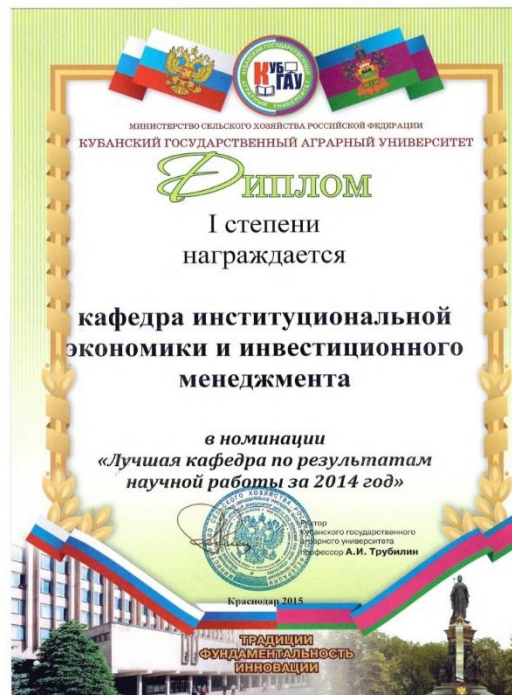 КУБ
ГАУ
МИНИСТЕРСТВО СЕЛЬСКОГО ХОЗЯЙСТВА РОССИЙСКОЙ ФЕДЕРАЦИИ
КУБАНСКИЙ ГОСУДАРСТВЕННЫЙ АГРАРНЫЙ УНИВЕРСИТЕТ
Диплом
I степени
награждается
кафедра институциональной
экономики и инвестиционного
менеджмента
в номинации
«Лучшая кафедра по результатам
научной работы за 2014 год»
Ректор
Кубанского государственного
аграрного университета
профессор А.И. Трубилин
Краснодар 2015
ТРАДИЦИИ
ФУНДАМЕНТАЛЬНОСТЬ
ИННОВАЦИИ